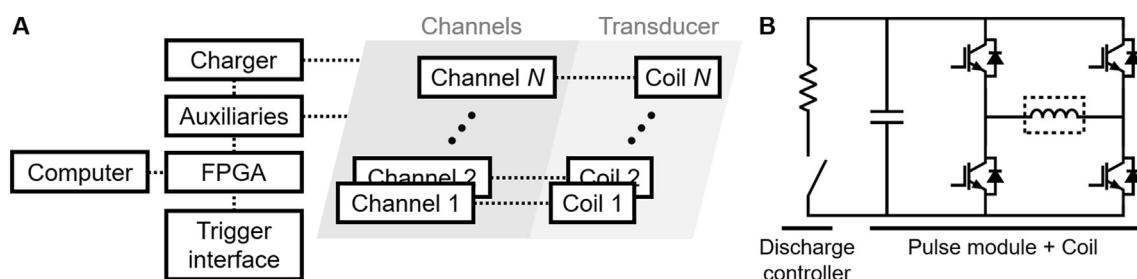 A
Channels
Transducer
B
Charger
Channel N
Coil N
Auxiliaries
Computer
FPGA
Channel 2
Coil 2
Channel 1
Coil 1
Trigger
interface
Discharge
controller
Pulse module + Coil